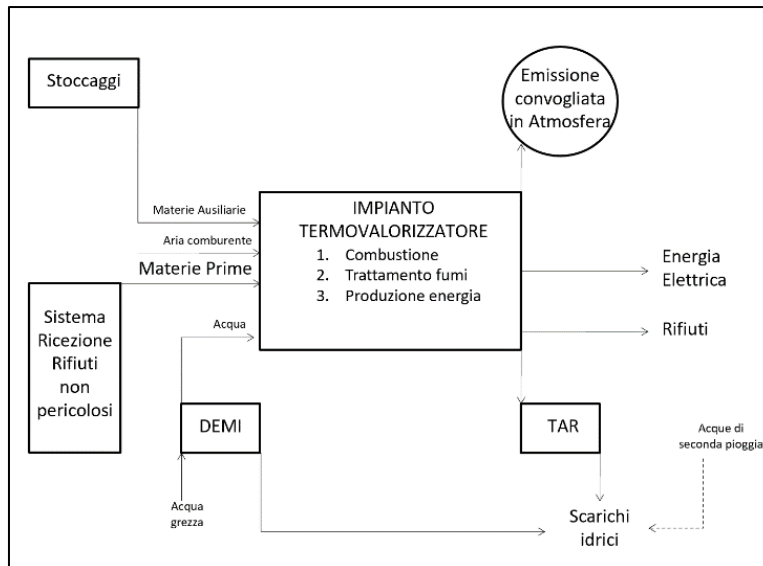 Stoccaggi
Emissione
convogliata
in Atmosfera
Materie Ausiliarie
Aria comburente
Materie Prime
IMPIANTO
TERMOVALORIZZATORE
1. Combustione
2. Trattamento fumi
3. Produzione energia
Energia
Elettrica
Rifiuti
Sistema
Ricezione
Rifiuti
non
pericolosi
Acqua
DEMI
TAR
Acque di
seconda pioggia
Acqua
grezza
Scarichi
idrici